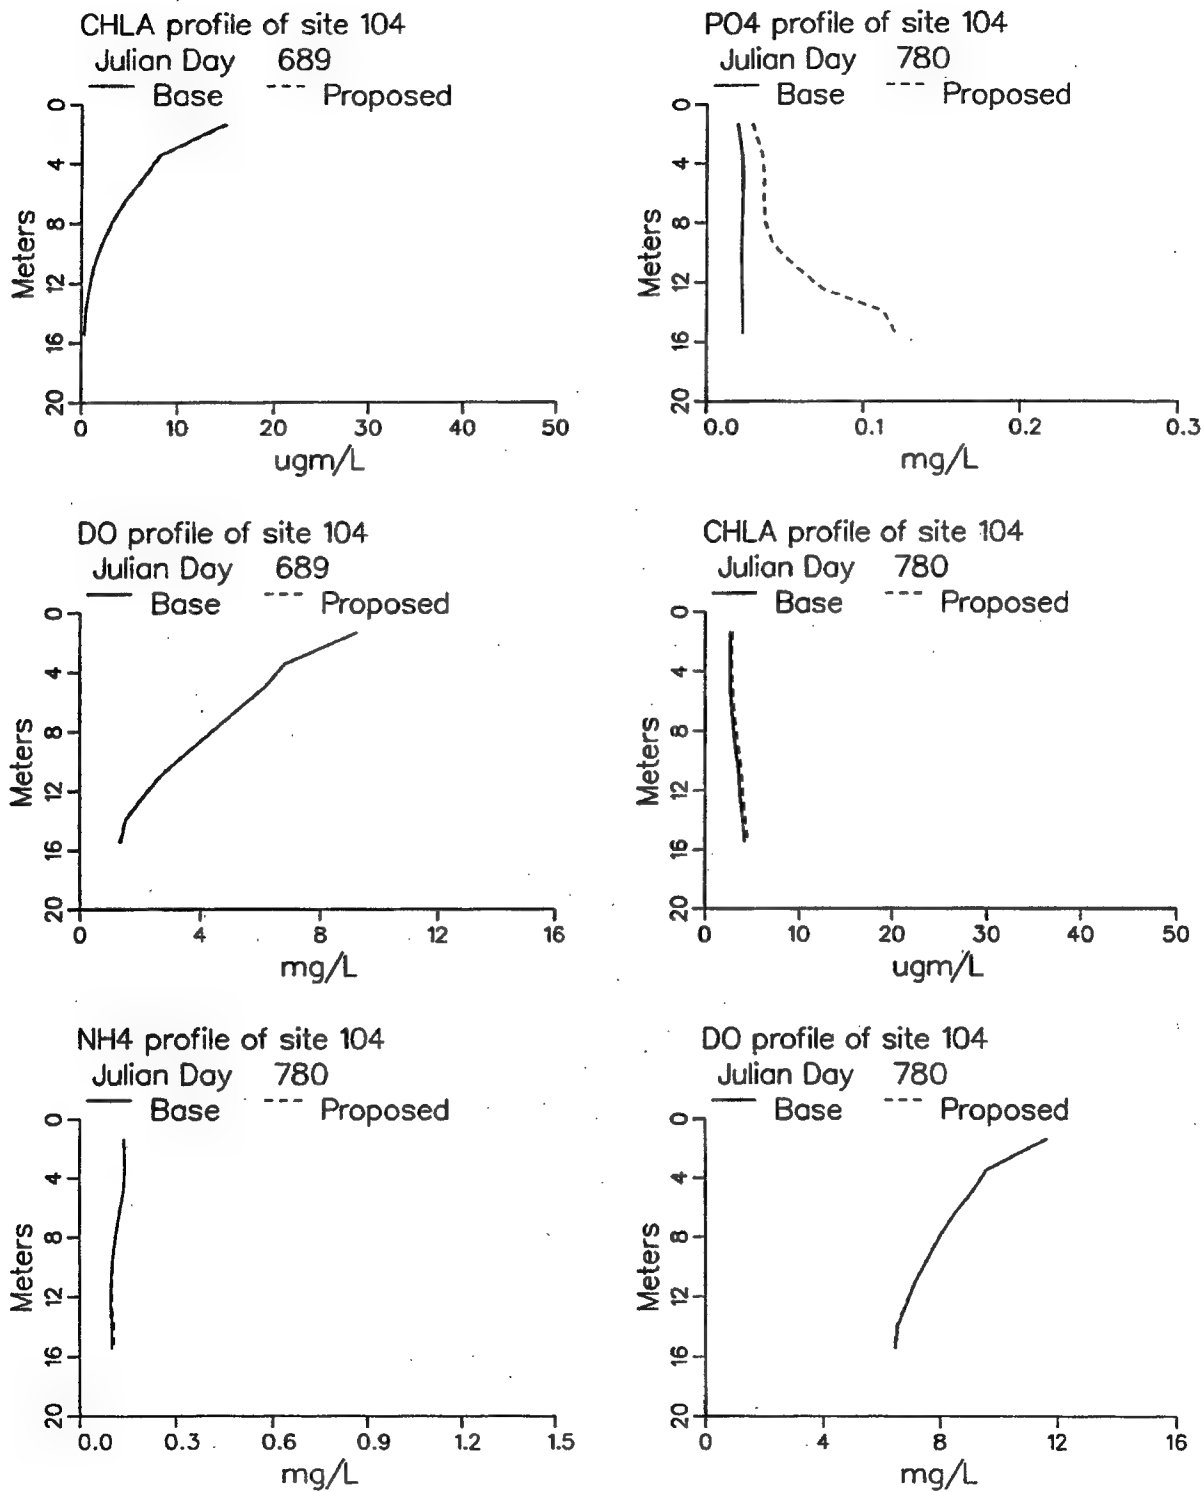 CHLA profile of site 104
Julian Day 689
Base Proposed
0
4
8
12
16
20
Meters
0 10 20 30 40 50
ugm/L
PO4 profile of site 104
Julian Day 780
Base Proposed
0
4
8
12
16
20
Meters
0.0 0.1 0.2 0.3
mg/L
DO profile of site 104
Julian Day 689
Base Proposed
0
4
8
12
16
20
Meters
0 4 8 12 16
mg/L
CHLA profile of site 104
Julian Day 780
Base Proposed
0
4
8
12
16
20
Meters
0 10 20 30 40 50
ugm/L
NH4 profile of site 104
Julian Day 780
Base Proposed
0
4
8
12
16
20
Meters
0.0 0.3 0.6 0.9 1.2 1.5
mg/L
DO profile of site 104
Julian Day 780
Base Proposed
0
4
8
12
16
20
Meters
0 4 8 12 16
mg/L